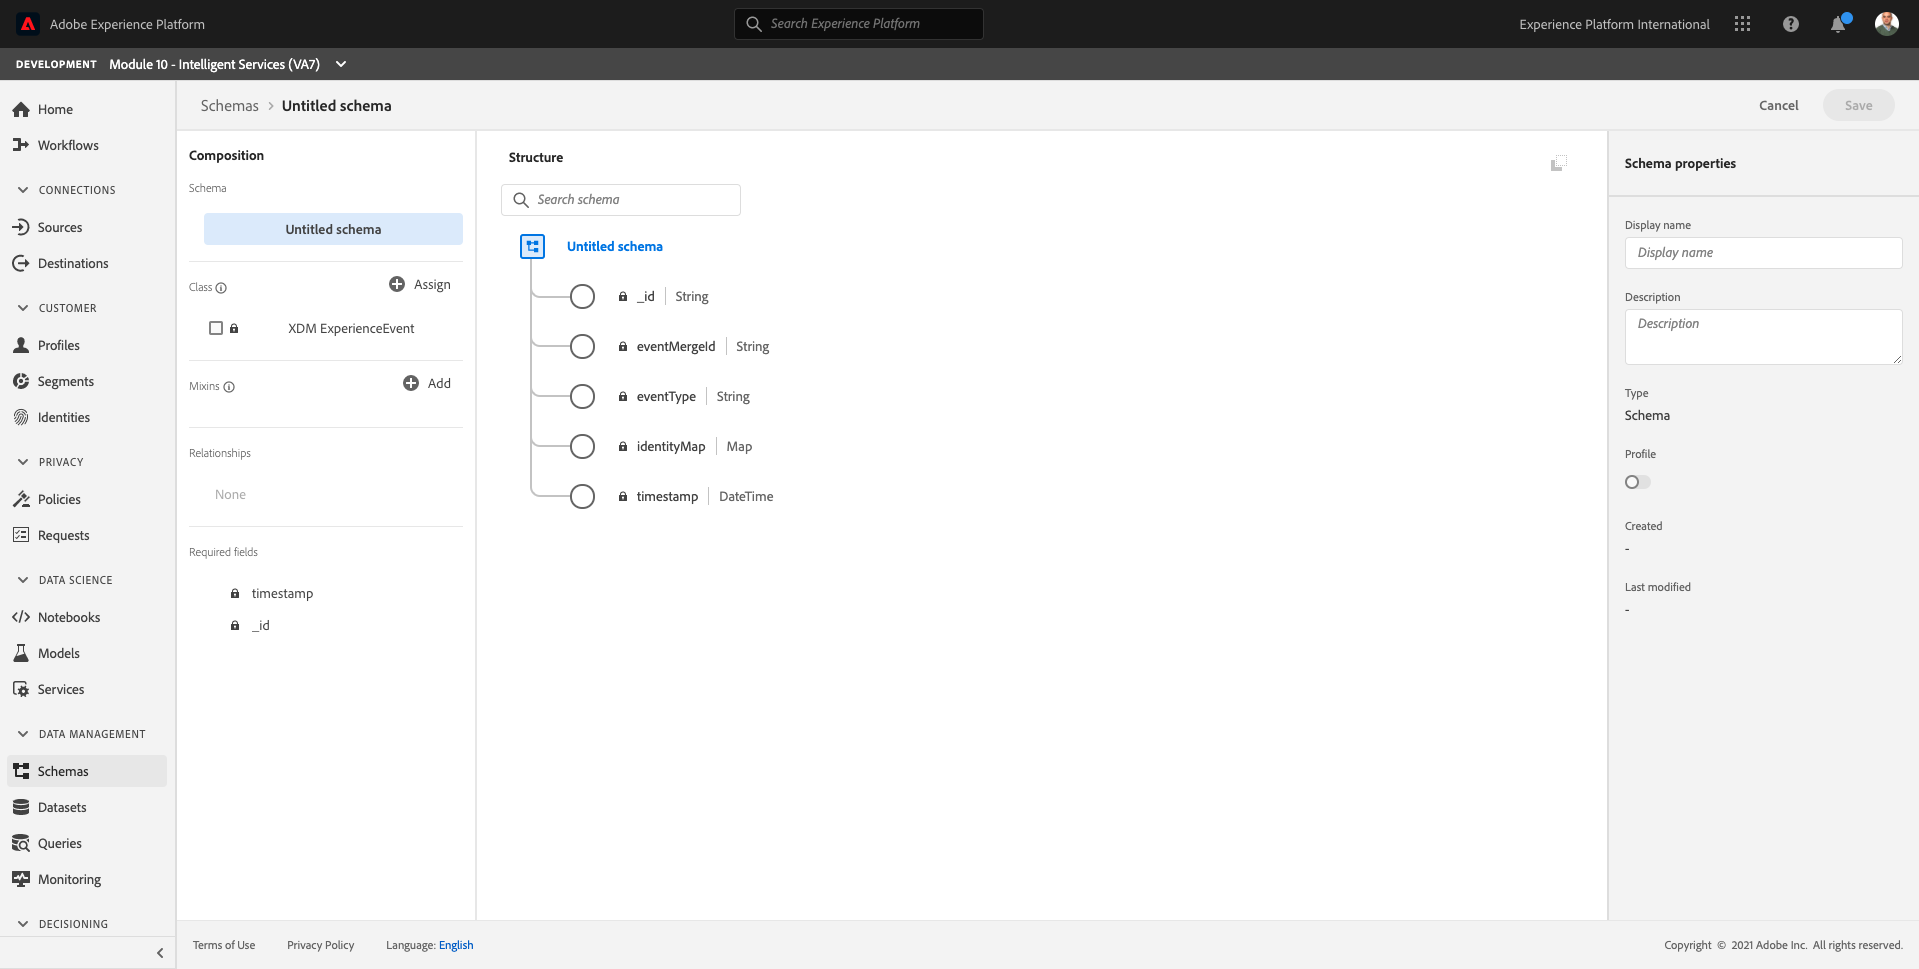 Adobe Experience Platform
Search Experience Platform
Experience Platform International
DEVELOPMENT Module 10 - Intelligent Services (VA7)
Home
Workflows
CONNECTIONS
Sources
Destinations
CUSTOMER
Profiles
Segments
Identities
PRIVACY
Policies
Requests
DATA SCIENCE
Notebooks
Models
Services
DATA MANAGEMENT
Schemas
Datasets
Queries
Monitoring
DECISIONING
Schemas > Untitled schema
Cancel
Save
Composition
Schema
Untitled schema
Class
Assign
XDM ExperienceEvent
Mixins
Add
Relationships
None
Required fields
timestamp
_id
Structure
Search schema
Untitled schema
_id String
eventMergeId String
eventType String
identityMap Map
timestamp DateTime
Schema properties
Display name
Display name
Description
Description
Type
Schema
Profile
Created
-
Last modified
-
Terms of Use
Privacy Policy
Language: English
Copyright © 2021 Adobe Inc. All rights reserved.